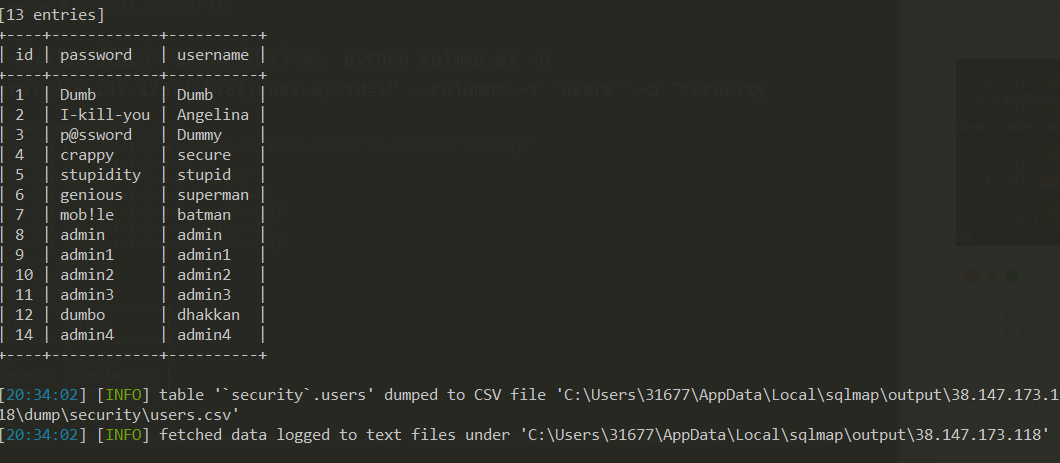 [13 entries]
+----+------------+----------+
| id | password   | username |
+----+------------+----------+
| 1  | Dumb       | Dumb     |
| 2  | I-kill-you | Angelina |
| 3  | p@ssword   | Dummy    |
| 4  | crappy     | secure   |
| 5  | stupidity  | stupid   |
| 6  | genious    | superman |
| 7  | mob!le     | batman   |
| 8  | admin      | admin    |
| 9  | admin1     | admin1   |
| 10 | admin2     | admin2   |
| 11 | admin3     | admin3   |
| 12 | dumbo      | dhakkan  |
| 14 | admin4     | admin4   |
+----+------------+----------+
[20:34:02] [INFO] table '`security`.users' dumped to CSV file 'C:\Users\31677\AppData\Local\sqlmap\output\38.147.173.1
18\dump\security\users.csv'
[20:34:02] [INFO] fetched data logged to text files under 'C:\Users\31677\AppData\Local\sqlmap\output\38.147.173.118'